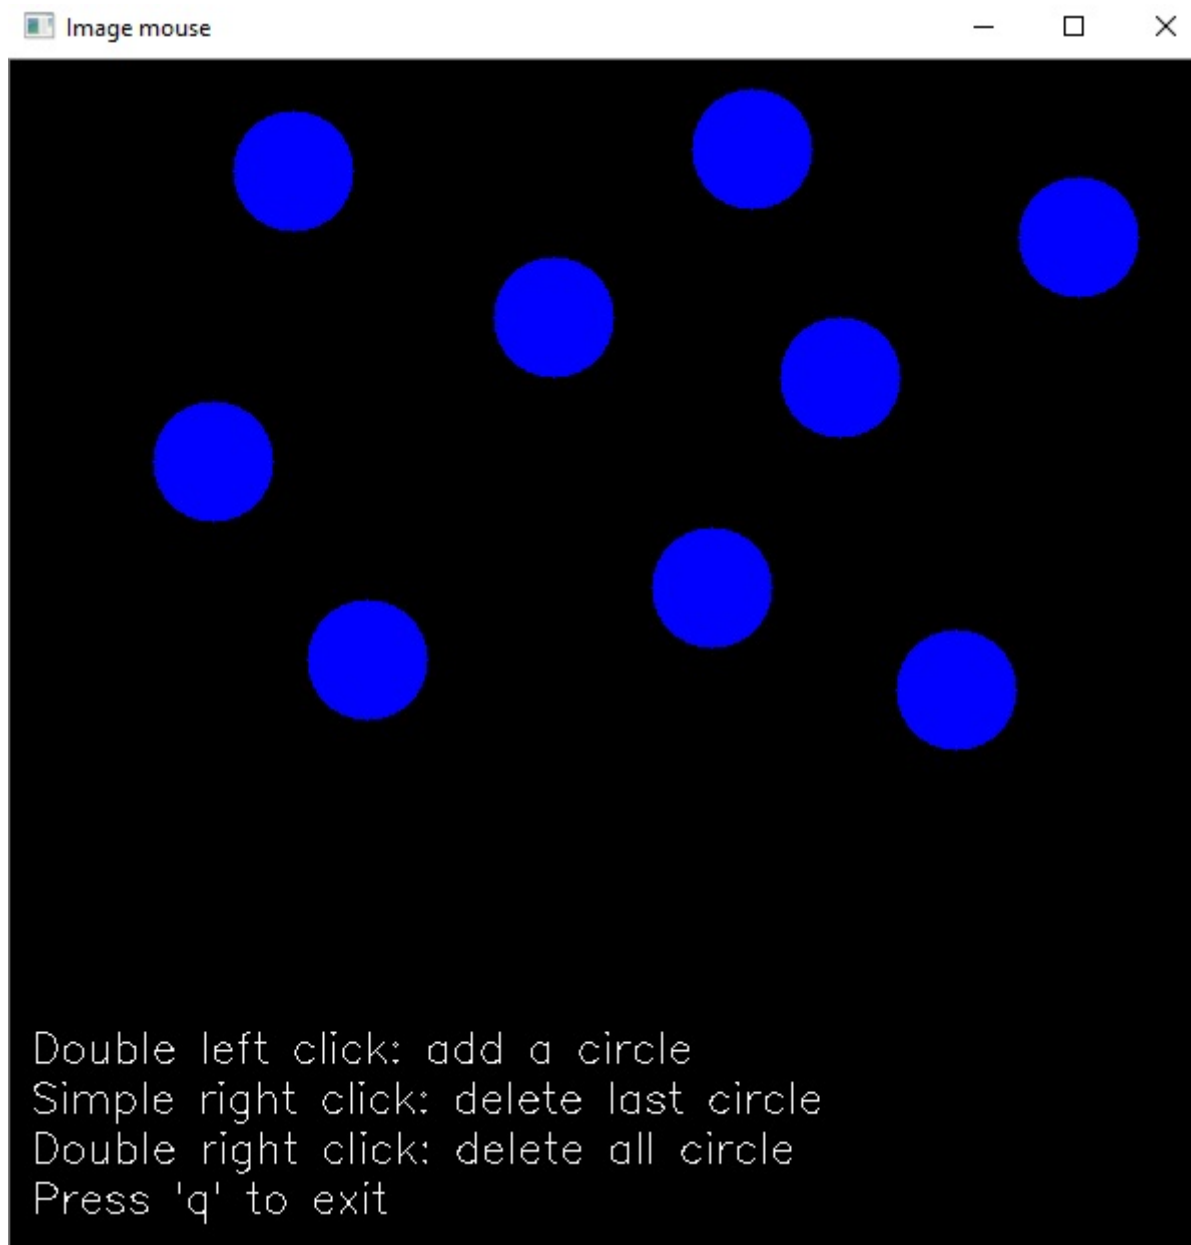 Image mouse
Double left click: add a circle
Simple right click: delete last circle
Double right click: delete all circle
Press 'q' to exit